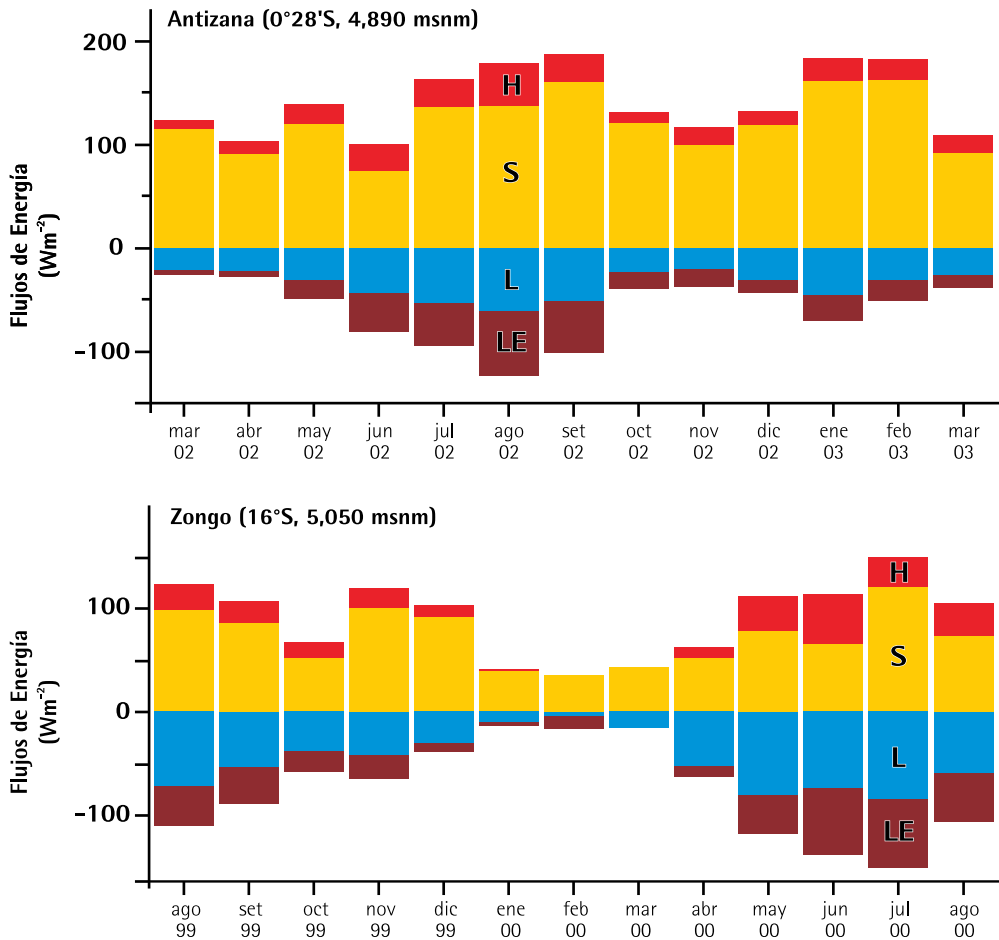 Antizana (0°28'S, 4,890 msnm)
Flujos de Energía
(Wm⁻²)
200
100
0
-100
H
S
L
LE
mar abr may jun jul ago set oct nov dic ene feb mar
02 02 02 02 02 02 02 02 02 02 03 03 03
Zongo (16°S, 5,050 msnm)
Flujos de Energía
(Wm⁻²)
100
0
-100
H
S
L
LE
ago set oct nov dic ene feb mar abr may jun jul ago
99 99 99 99 99 00 00 00 00 00 00 00 00